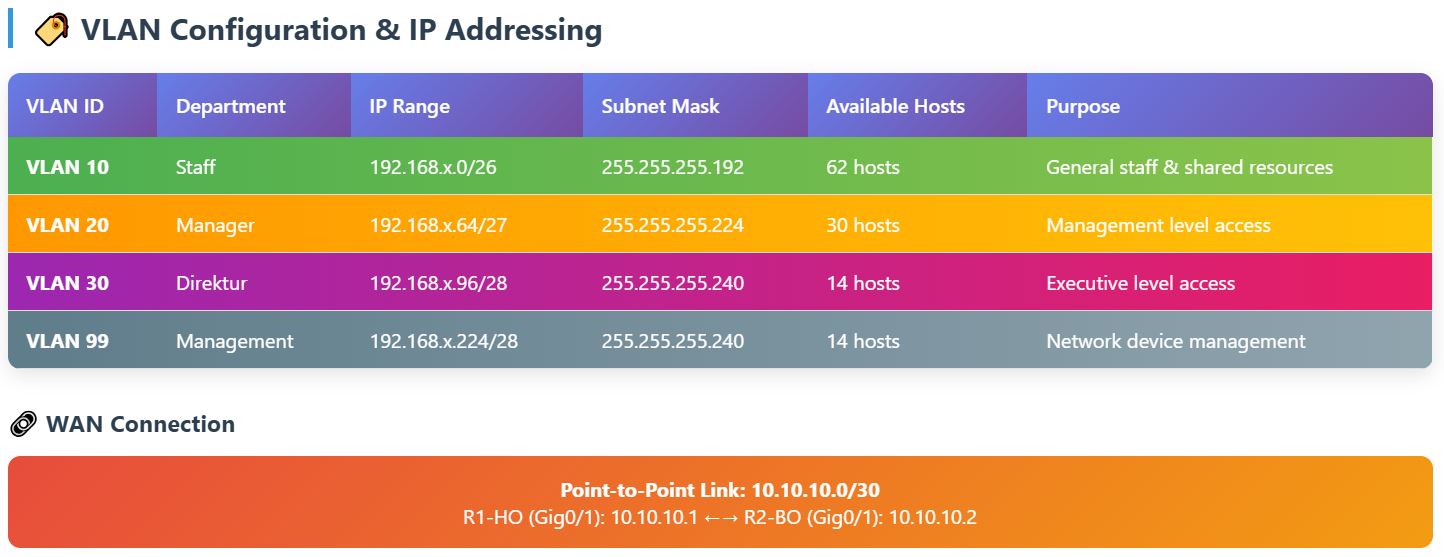 VLAN Configuration & IP Addressing
VLAN ID Department IP Range Subnet Mask Available Hosts Purpose
VLAN 10 Staff 192.168.x.0/26 255.255.255.192 62 hosts General staff & shared resources
VLAN 20 Manager 192.168.x.64/27 255.255.255.224 30 hosts Management level access
VLAN 30 Direktur 192.168.x.96/28 255.255.255.240 14 hosts Executive level access
VLAN 99 Management 192.168.x.224/28 255.255.255.240 14 hosts Network device management
WAN Connection
Point-to-Point Link: 10.10.10.0/30
R1-HO (Gig0/1): 10.10.10.1 ←→ R2-BO (Gig0/1): 10.10.10.2